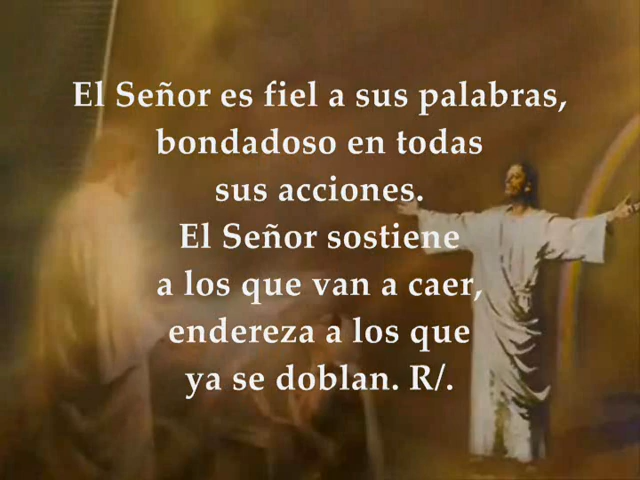 El Señor es fiel a sus palabras,
bondadoso en todas
sus acciones.
El Señor sostiene
a los que van a caer,
endereza a los que
ya se doblan. R/.